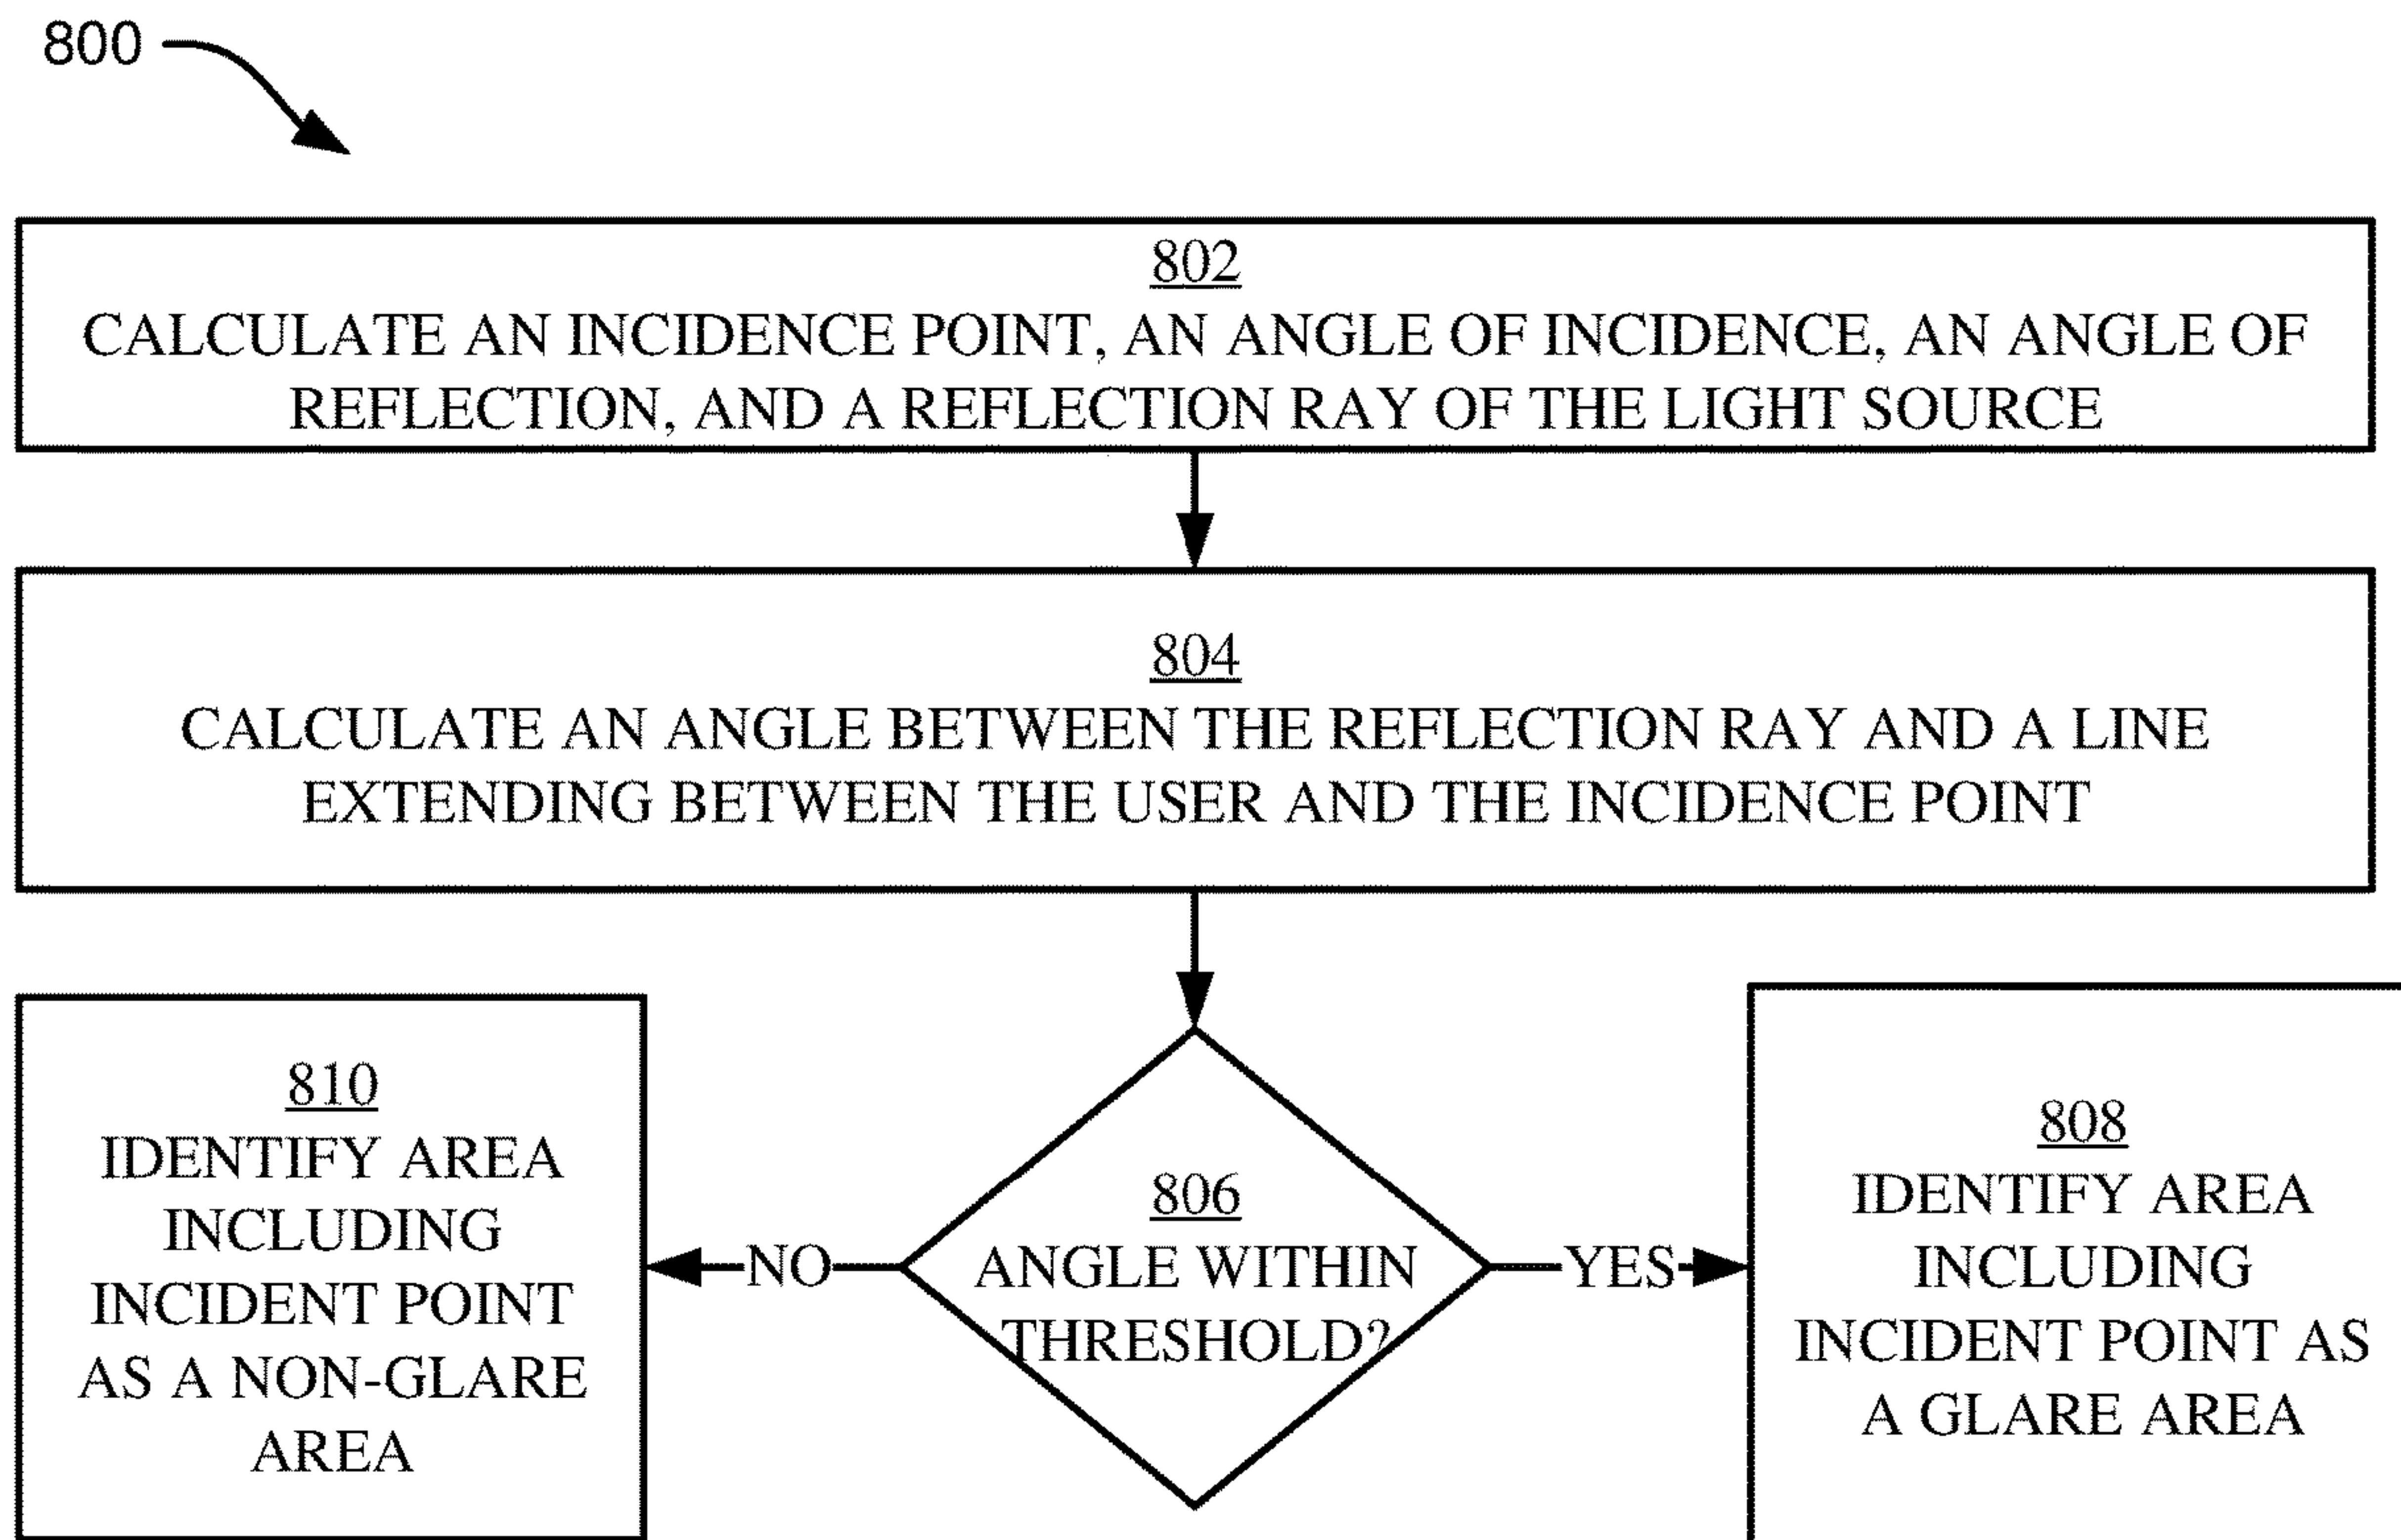 800
802
CALCULATE AN INCIDENCE POINT, AN ANGLE OF INCIDENCE, AN ANGLE OF
REFLECTION, AND A REFLECTION RAY OF THE LIGHT SOURCE
804
CALCULATE AN ANGLE BETWEEN THE REFLECTION RAY AND A LINE
EXTENDING BETWEEN THE USER AND THE INCIDENCE POINT
810
IDENTIFY AREA
INCLUDING
INCIDENT POINT
AS A NON-GLARE
AREA
NO
806
ANGLE WITHIN
THRESHOLD?
YES
808
IDENTIFY AREA
INCLUDING
INCIDENT POINT AS
A GLARE AREA